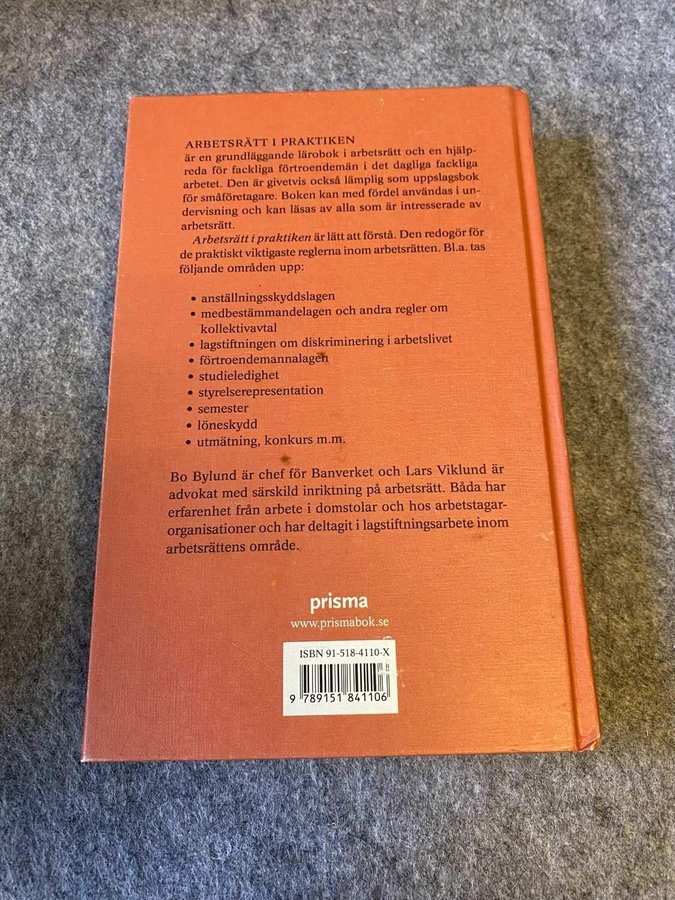 ARBETSRÄTT I PRAKTIKEN
är en grundläggande lärobok i arbetsrätt och en hjälp-
reda för fackliga förtroendemän i det dagliga fackliga
arbetet. Den är givetvis också lämplig som uppslagsbok
för småföretagare. Boken kan med fördel användas i un-
dervisning och kan läsas av alla som är intresserade av
arbetsrätt.
Arbetsrätt i praktiken är lätt att förstå. Den redogör för
de praktiskt viktigaste reglerna inom arbetsrätten. Bl.a. tas
följande områden upp:
• anställningsskyddslagen
• medbestämmandelagen och andra regler om
kollektivavtal
• lagstiftningen om diskriminering i arbetslivet
• förtroendemannalagen
• studieledighet
• styrelserepresentation
• semester
• löneskydd
• utmätning, konkurs m.m.
Bo Bylund är chef för Banverket och Lars Viklund är
advokat med särskild inriktning på arbetsrätt. Båda har
erfarenhet från arbete i domstolar och hos arbetstagar-
organisationer och har deltagit i lagstiftningsarbete inom
arbetsrättens område.
prisma
www.prismabok.se
ISBN 91-518-4110-X
9 789151 841106